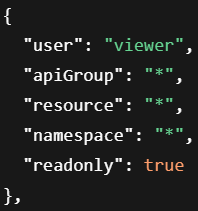 {
  "user": "viewer",
  "apiGroup": "*",
  "resource": "*",
  "namespace": "*",
  "readonly": true
},